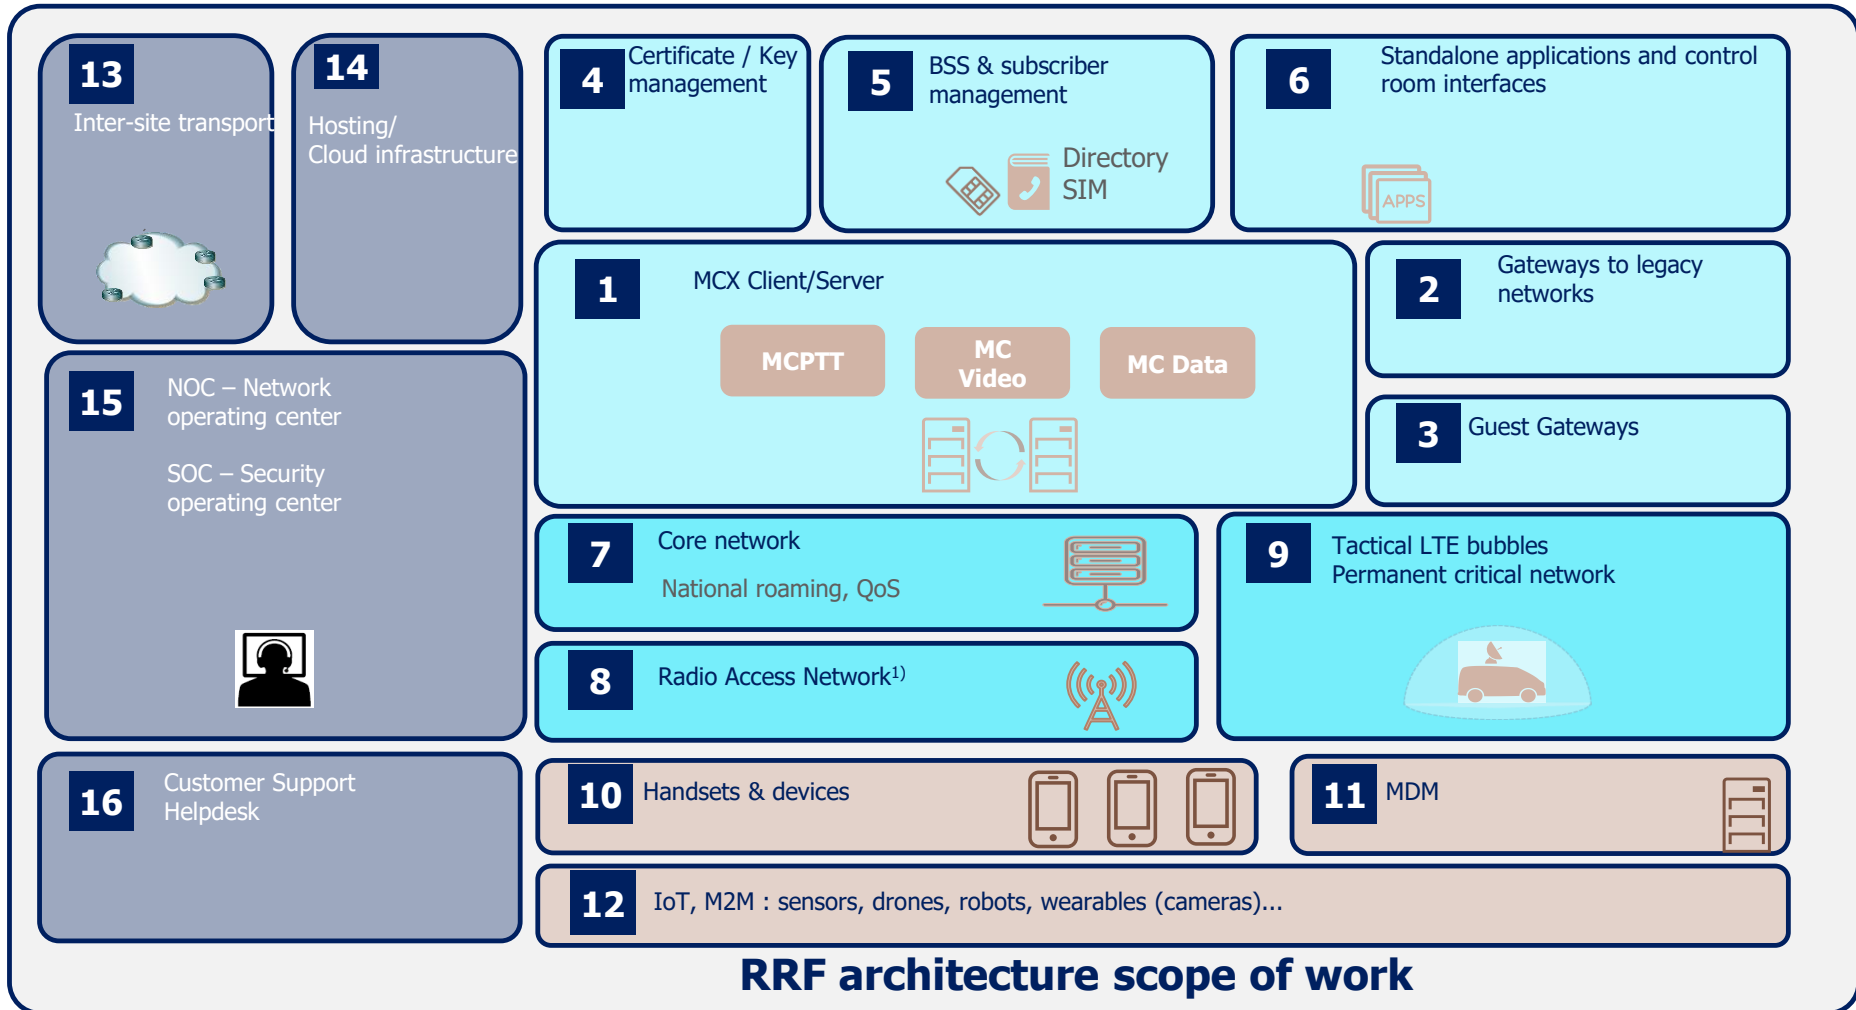 13
Inter-site transport
14
Hosting/
Cloud infrastructure
4
Certificate / Key
management
5
BSS & subscriber
management
Directory
SIM
6
Standalone applications and control
room interfaces
APPS
1
MCX Client/Server
MCPTT
MC
Video
MC Data
2
Gateways to legacy
networks
3
Guest Gateways
15
NOC – Network
operating center
SOC – Security
operating center
7
Core network
National roaming, QoS
8
Radio Access Network1)
9
Tactical LTE bubbles
Permanent critical network
16
Customer Support
Helpdesk
10
Handsets & devices
11
MDM
12
IoT, M2M : sensors, drones, robots, wearables (cameras)...
RRF architecture scope of work